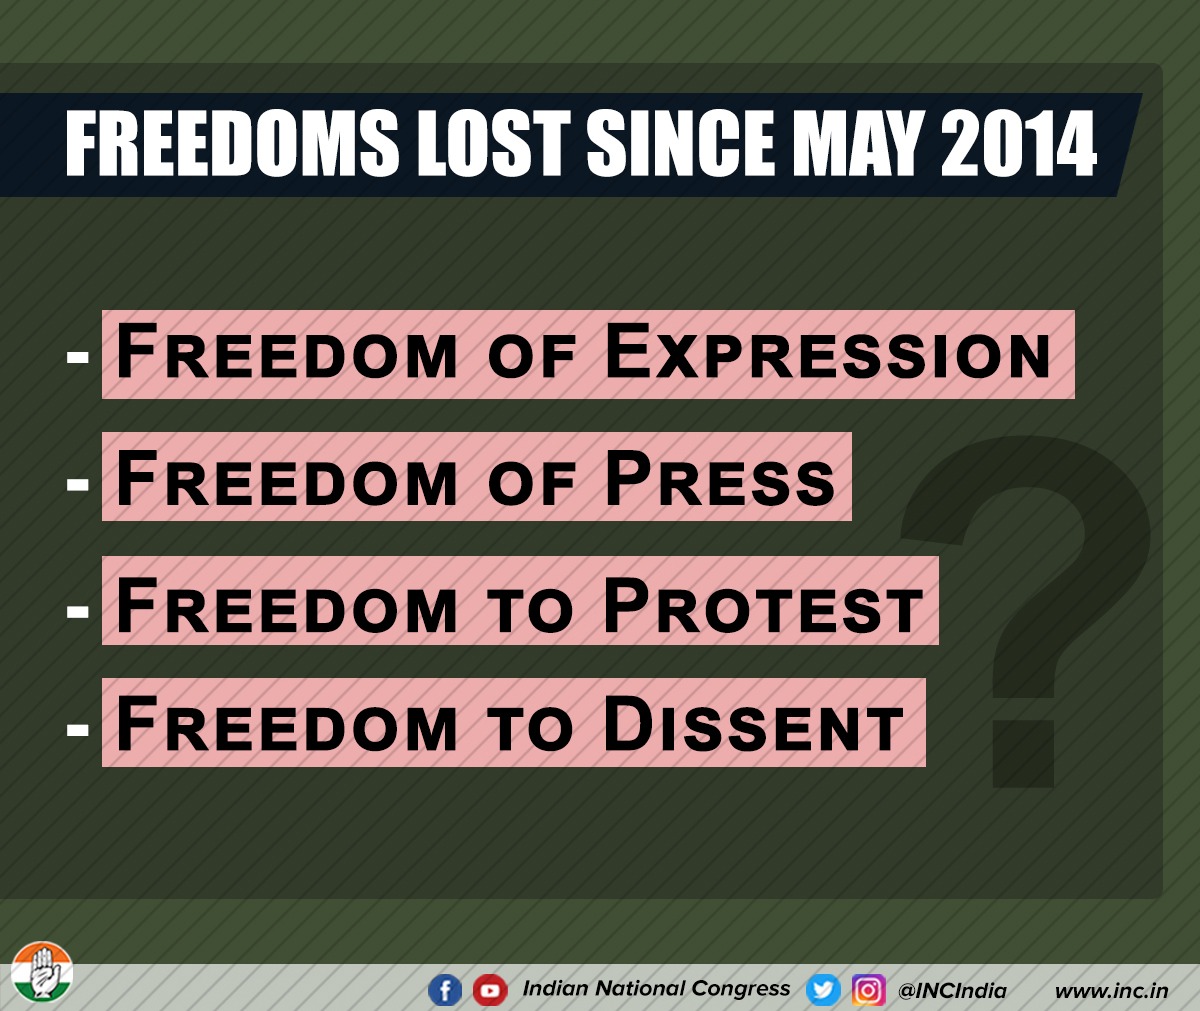 FREEDOMS LOST SINCE MAY 2014
- FREEDOM OF EXPRESSION
- FREEDOM OF PRESS
- FREEDOM TO PROTEST
- FREEDOM TO DISSENT
?
Indian National Congress @INCIndia www.inc.in